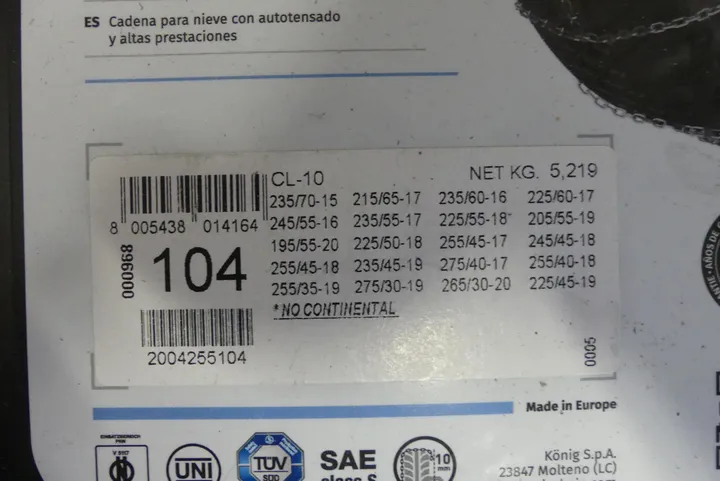 ES Cadena para nieve con autotensado
y altas prestaciones
CL-10 NET KG. 5,219
235/70-15 215/65-17 235/60-16 225/60-17
245/55-16 235/55-17 225/55-18* 205/55-19
195/55-20 225/50-18 255/45-17 245/45-18
255/45-18 235/45-19 275/40-17 255/40-18
255/35-19 275/30-19 265/30-20 225/45-19
*NO CONTINENTAL
8 005438 014164
000968
104
2004255104
0005
Made in Europe
V 5117
UNI
TÜV
SÜD
SAE
class S
10
mm
König S.p.A.
23847 Molteno (LC)